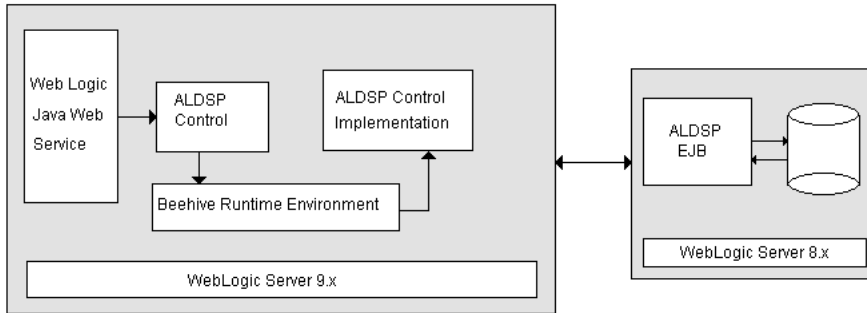 Web Logic
Java Web
Service
ALDSP
Control
ALDSP Control
Implementation
Beehive Runtime Environment
WebLogic Server 9.x
ALDSP
EJB
WebLogic Server 8.x